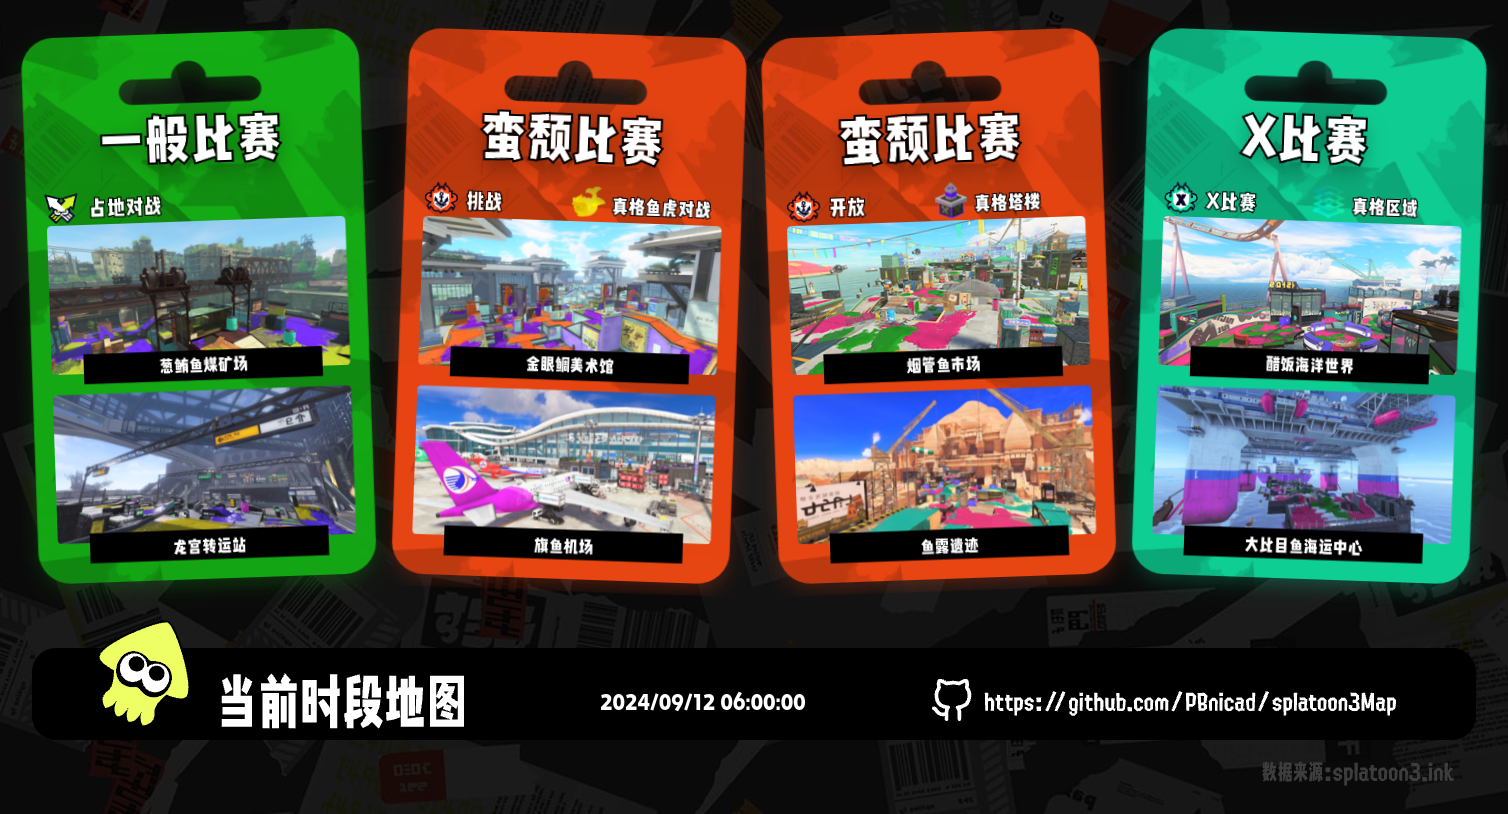 一般比赛
占地对战
葱鲔鱼煤矿场
龙宫转运站
蛮颓比赛
挑战
真格鱼虎对战
金眼鲷美术馆
旗鱼机场
蛮颓比赛
开放
真格塔楼
烟管鱼市场
鱼露遗迹
X比赛
X比赛
真格区域
醋饭海洋世界
大比目鱼海运中心
当前时段地图
2024/09/12 06:00:00
https://github.com/PBnicad/splatoon3Map
数据来源:splatoon3.ink